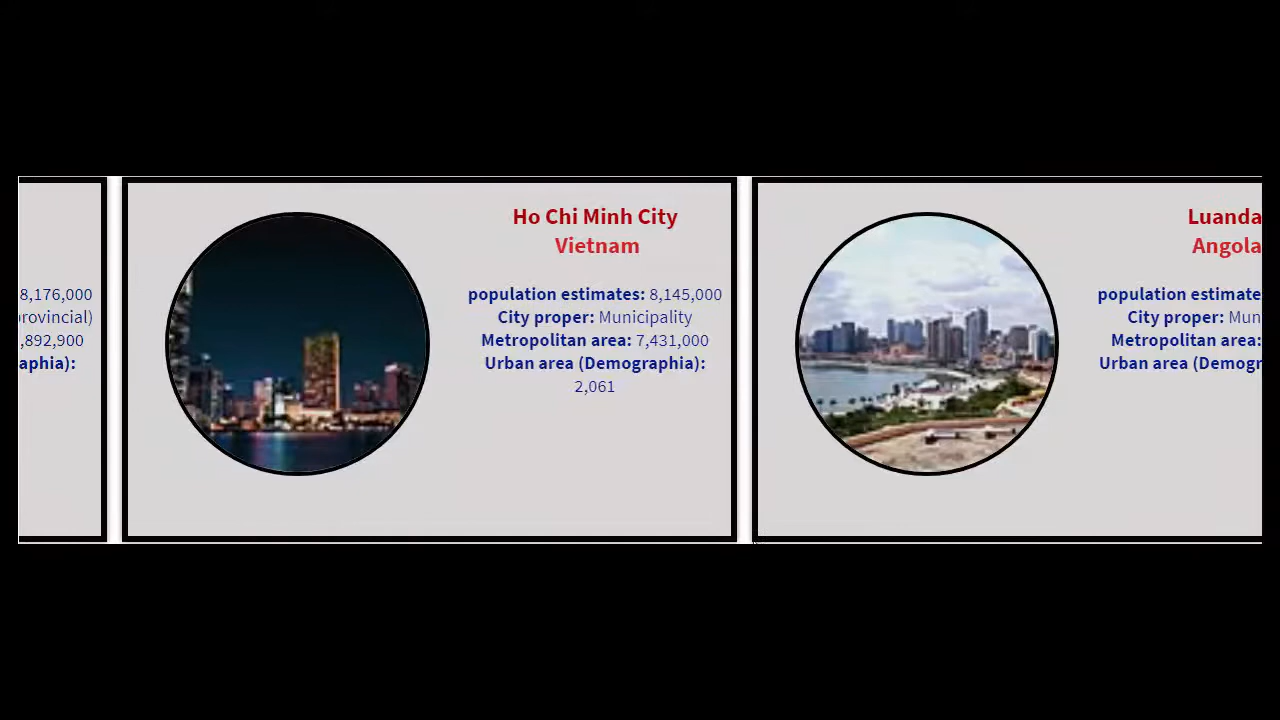 8,176,000
rovincial)
,892,900
aphia):
Ho Chi Minh City
Vietnam
population estimates: 8,145,000
City proper: Municipality
Metropolitan area: 7,431,000
Urban area (Demographia):
2,061
Luanda
Angola
population estimate
City proper: Mun
Metropolitan area:
Urban area (Demogr